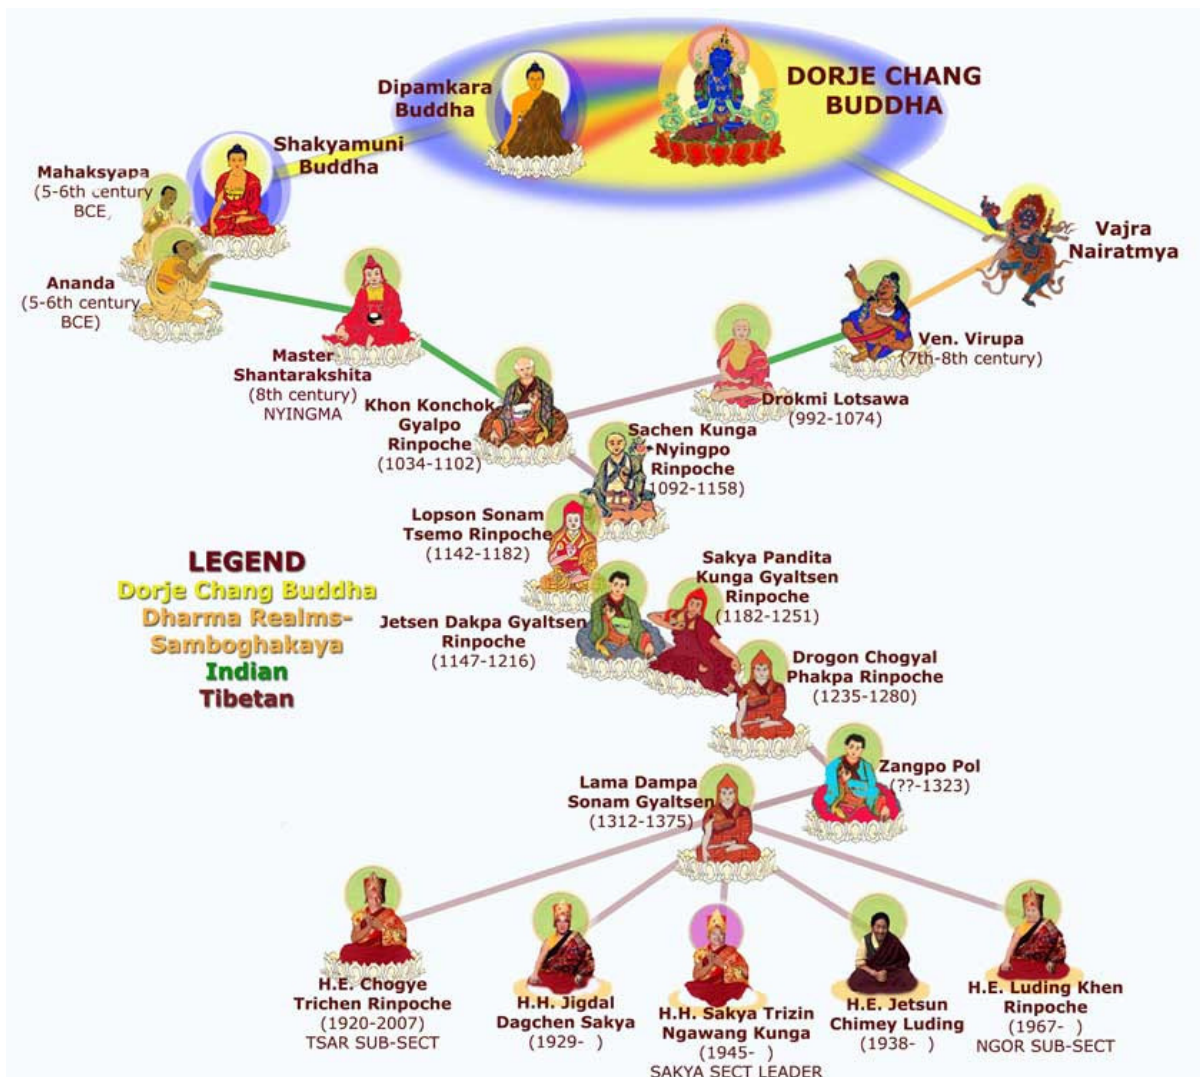 DORJE CHANG
BUDDHA
Dipamkara
Buddha
Shakyamuni
Buddha
Mahaksyapa
(5-6th century
BCE,
Ananda
(5-6th century
BCE)
Vajra
Nairatmya
Ven. Virupa
(7th-8th century)
Master
Shantarakshita
(8th century)
NYINGMA
Drokmi Lotsawa
(992-1074)
Khon Konchok
Gyalpo
Rinpoche
(1034-1102)
Sachen Kunga
Nyingpo
Rinpoche
1092-1158)
Lopson Sonam
Tsemo Rinpoche
(1142-1182)
Sakya Pandita
Kunga Gyaltsen
Rinpoche
(1182-1251)
Jetsen Dakpa Gyaltsen
Rinpoche
(1147-1216)
LEGEND
Dorje Chang Buddha
Dharma Realms-
Samboghakaya
Indian
Tibetan
Drogon Chogyal
Phakpa Rinpoche
(1235-1280)
Zangpo Pol
(??-1323)
Lama Dampa
Sonam Gyaltsen
(1312-1375)
H.E. Chogye
Trichen Rinpoche
(1920-2007)
TSAR SUB-SECT
H.H. Jigdal
Dagchen Sakya
(1929- )
H.H. Sakya Trizin
Ngawang Kunga
(1945- )
SAKYA SECT LEADER
H.E. Jetsun
Chimey Luding
(1938- )
H.E. Luding Khen
Rinpoche
(1967- )
NGOR SUB-SECT